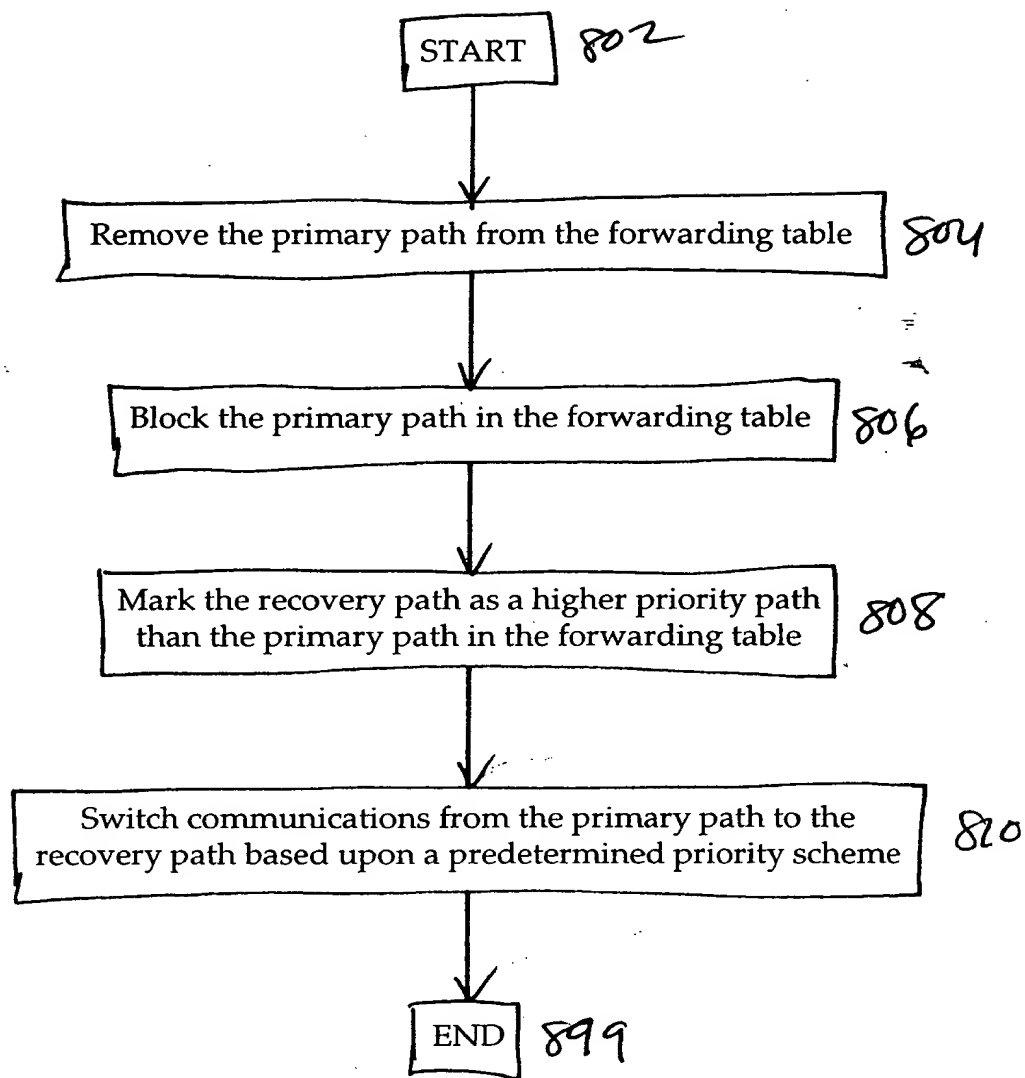 START 802
Remove the primary path from the forwarding table 804
Block the primary path in the forwarding table 806
Mark the recovery path as a higher priority path
than the primary path in the forwarding table 808
Switch communications from the primary path to the
recovery path based upon a predetermined priority scheme 810
END 899